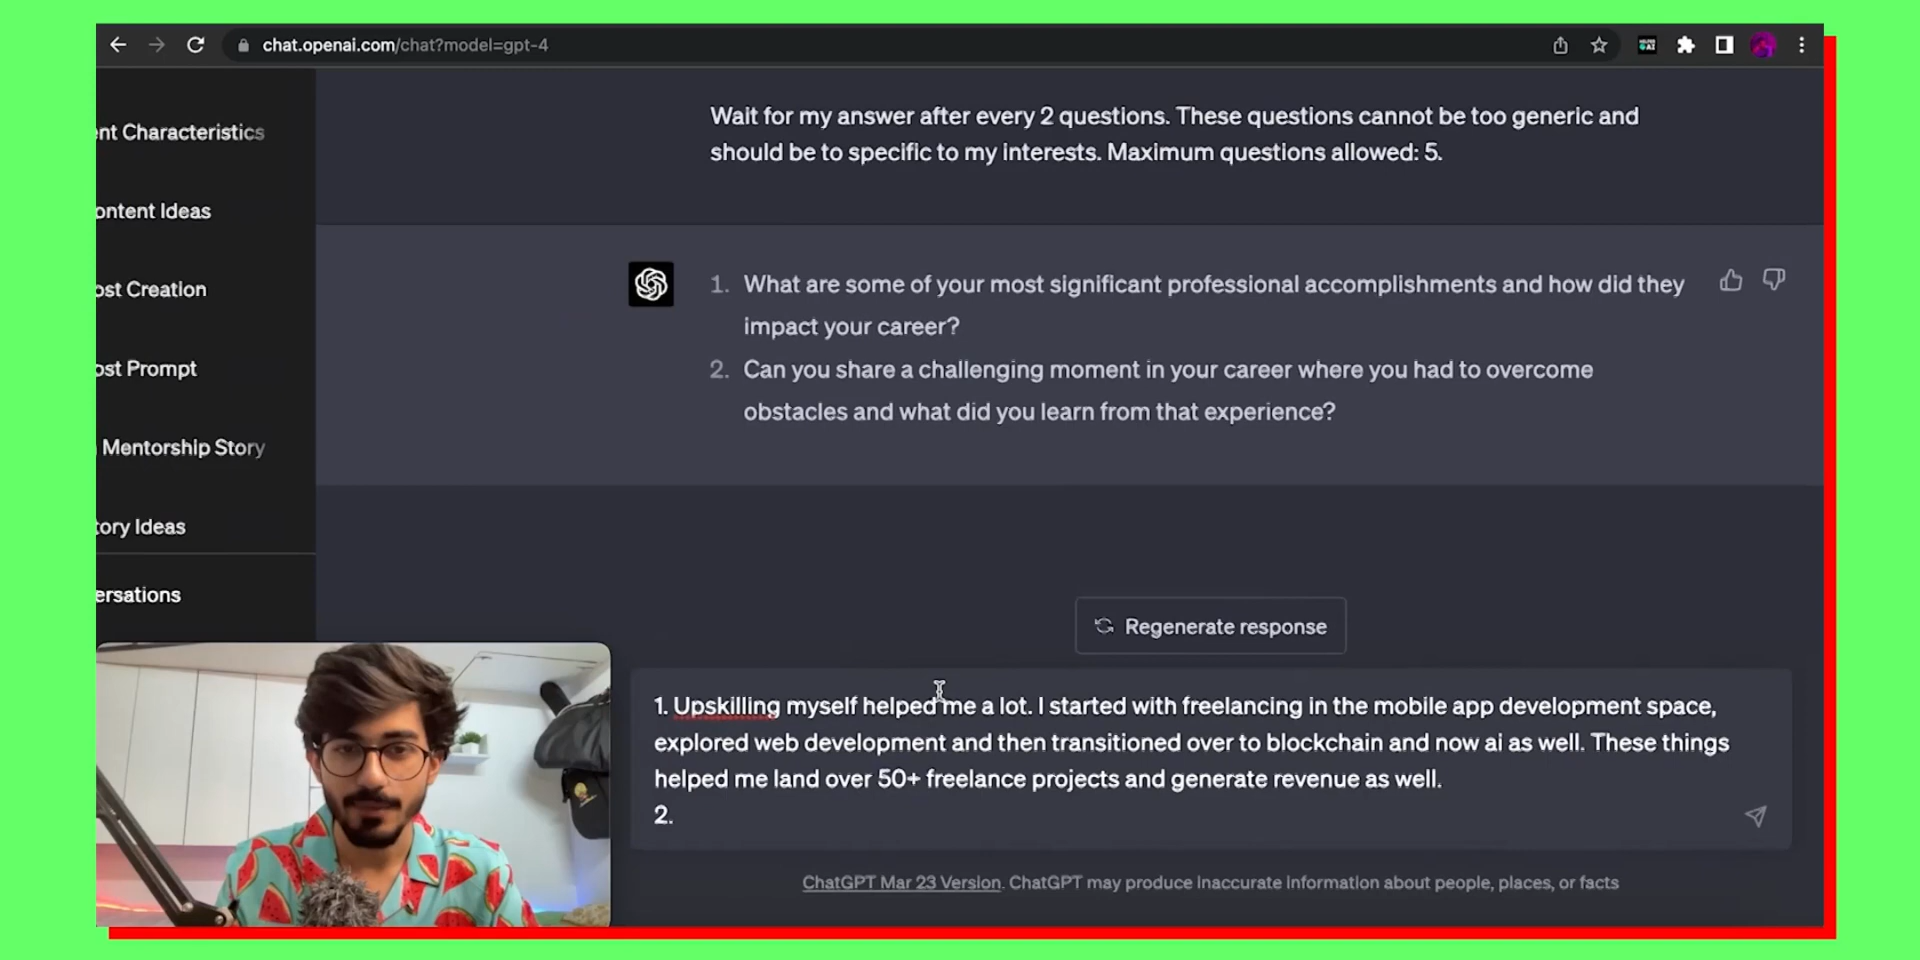 chat.openai.com/chat?model=gpt-4
Wait for my answer after every 2 questions. These questions cannot be too generic and
should be to specific to my interests. Maximum questions allowed: 5.
nt Characteristics
ontent Ideas
ost Creation
ost Prompt
Mentorship Story
tory Ideas
ersations
1. What are some of your most significant professional accomplishments and how did they
impact your career?
2. Can you share a challenging moment in your career where you had to overcome
obstacles and what did you learn from that experience?
Regenerate response
1. Upskilling myself helped me a lot. I started with freelancing in the mobile app development space,
explored web development and then transitioned over to blockchain and now ai as well. These things
helped me land over 50+ freelance projects and generate revenue as well.
2.
ChatGPT Mar 23 Version. ChatGPT may produce inaccurate information about people, places, or facts